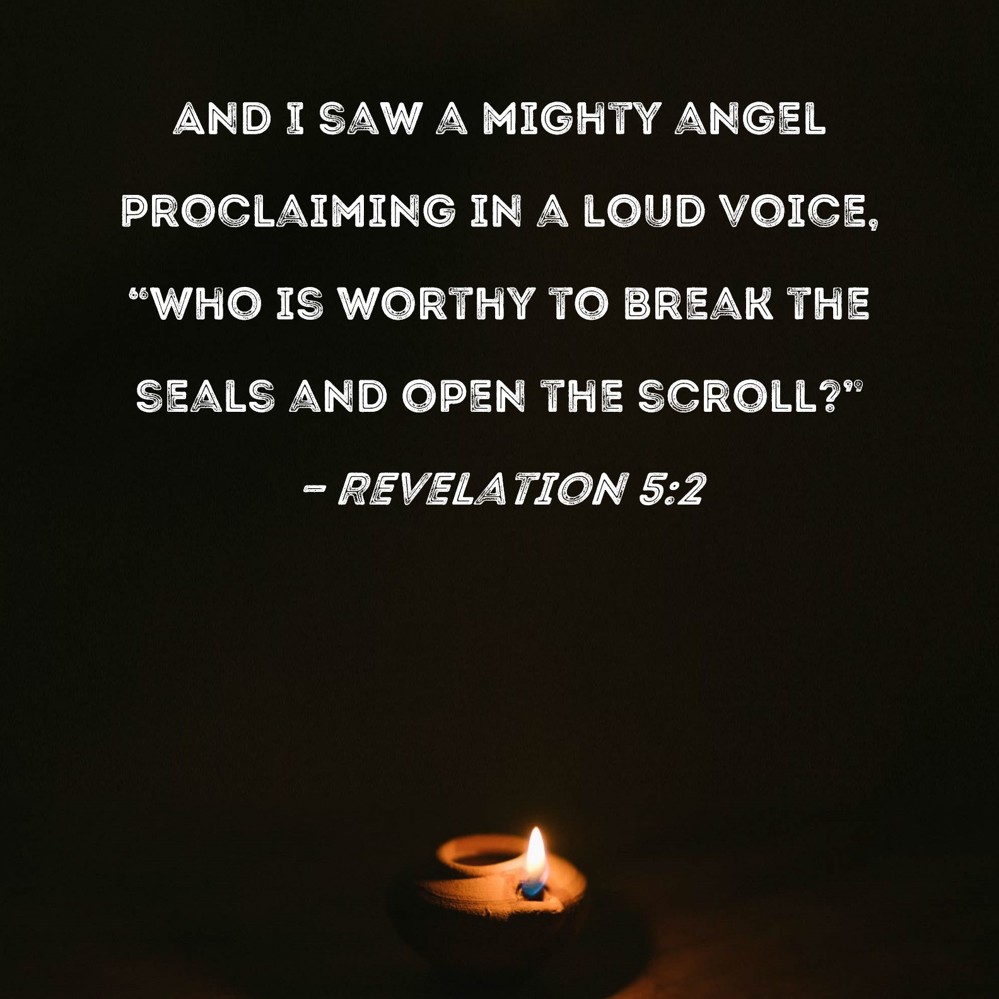 AND I SAW A MIGHTY ANGEL
PROCLAIMING IN A LOUD VOICE,
“WHO IS WORTHY TO BREAK THE
SEALS AND OPEN THE SCROLL?”
– REVELATION 5:2